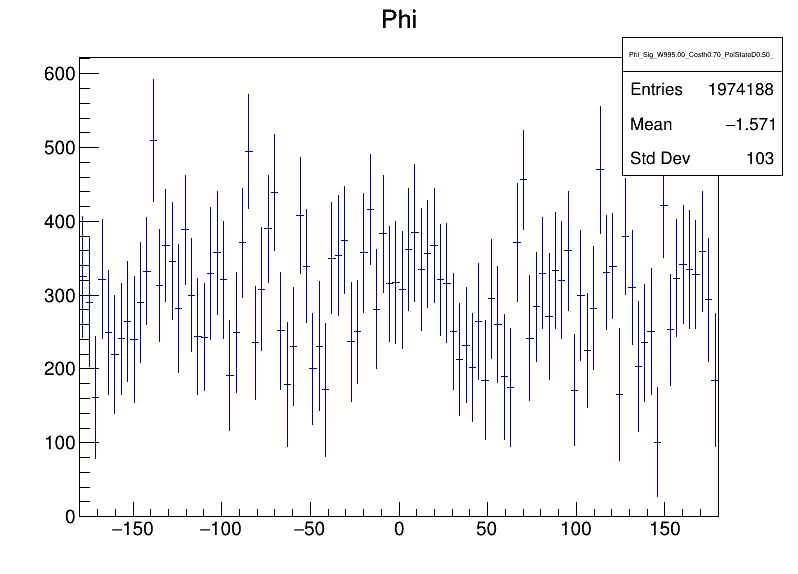 Phi
Phi_Sig_W995.00_Costh0.70_PolStateD0.50_
Entries 1974188
Mean −1.571
Std Dev 103
600
500
400
300
200
100
0
−150 −100 −50 0 50 100 150